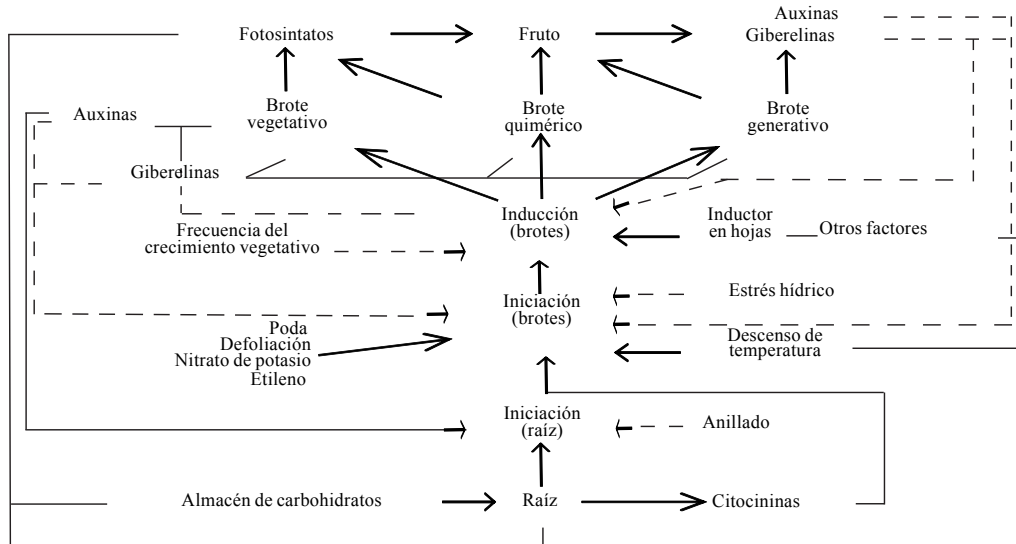 Auxinas
Fotosintatos
Fruto
Giberelinas
Auxinas
Brote
vegetativo
Brote
quimérico
Brote
generativo
Giberelinas
Inducción
(brotes)
Inductor
en hojas
Otros factores
Frecuencia del
crecimiento vegetativo
Iniciación
(brotes)
Estrés hídrico
Poda
Defoliación
Nitrato de potasio
Etileno
Descenso de
temperatura
Iniciación
(raíz)
Anillado
Almacén de carbohidratos
Raíz
Citocininas